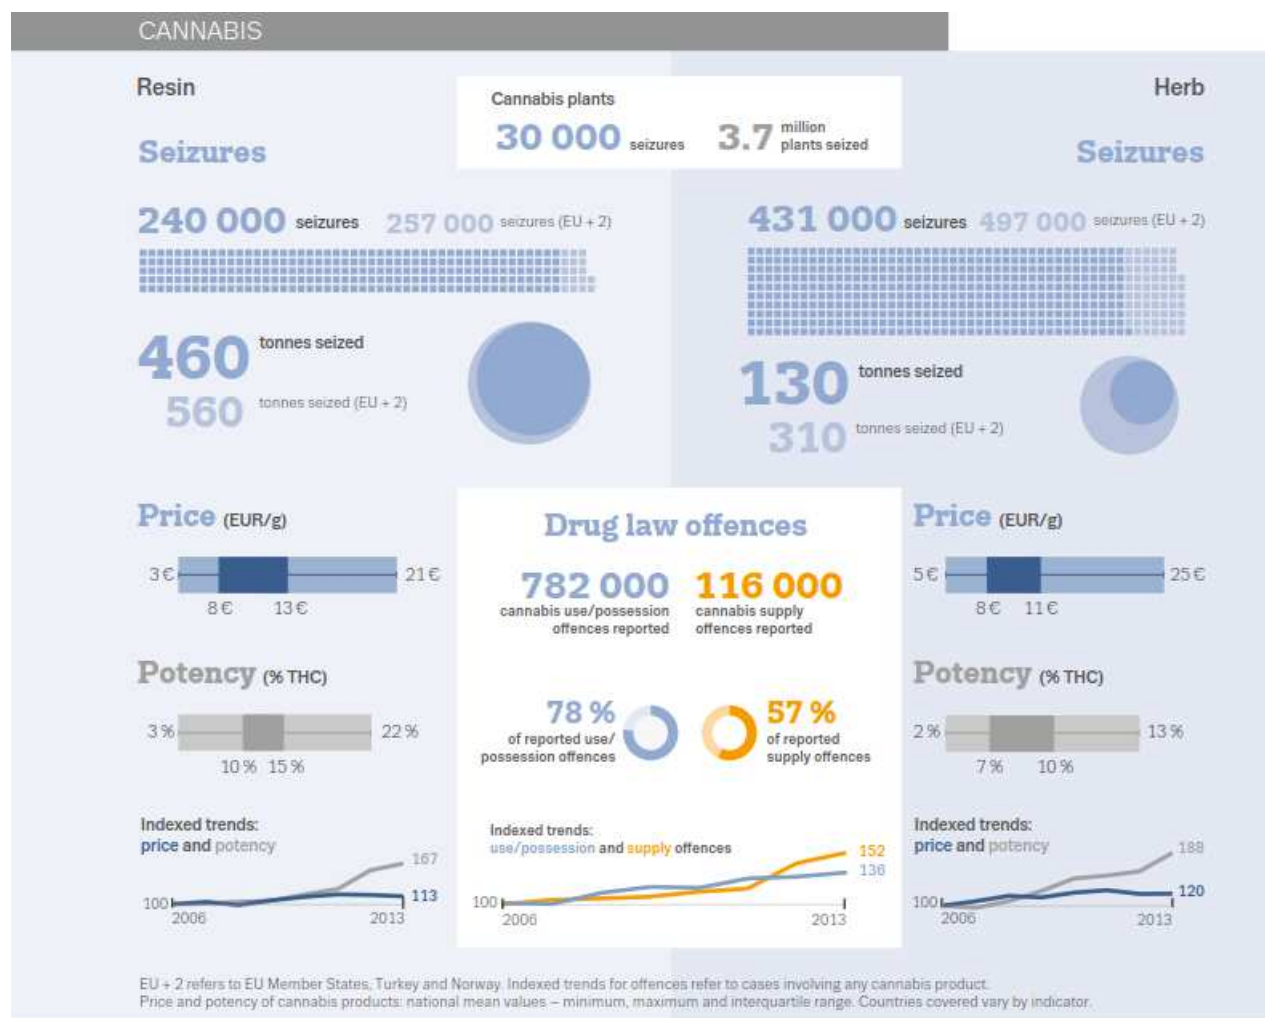 CANNABIS
Resin
Seizures
240 000 seizures 257 000 seizures (EU + 2)
460 tonnes seized
560 tonnes seized (EU + 2)
Price (EUR/g)
3 € 21 €
8 € 13 €
Potency (% THC)
3 % 22 %
10 % 15 %
Indexed trends:
price and potency
167
113
100
2006 2013
Cannabis plants
30 000 seizures 3.7 million
plants seized
Drug law offences
782 000 116 000
cannabis use/possession
offences reported
cannabis supply
offences reported
78 %
of reported use/
possession offences
57 %
of reported
supply offences
Indexed trends:
use/possession and supply offences
152
136
100
2006 2013
Herb
Seizures
431 000 seizures 497 000 seizures (EU + 2)
130 tonnes seized
310 tonnes seized (EU + 2)
Price (EUR/g)
5 € 25 €
8 € 11 €
Potency (% THC)
2 % 13 %
7 % 10 %
Indexed trends:
price and potency
188
120
100
2006 2013
EU + 2 refers to EU Member States, Turkey and Norway. Indexed trends for offences refer to cases involving any cannabis product.
Price and potency of cannabis products: national mean values – minimum, maximum and interquartile range. Countries covered vary by indicator.